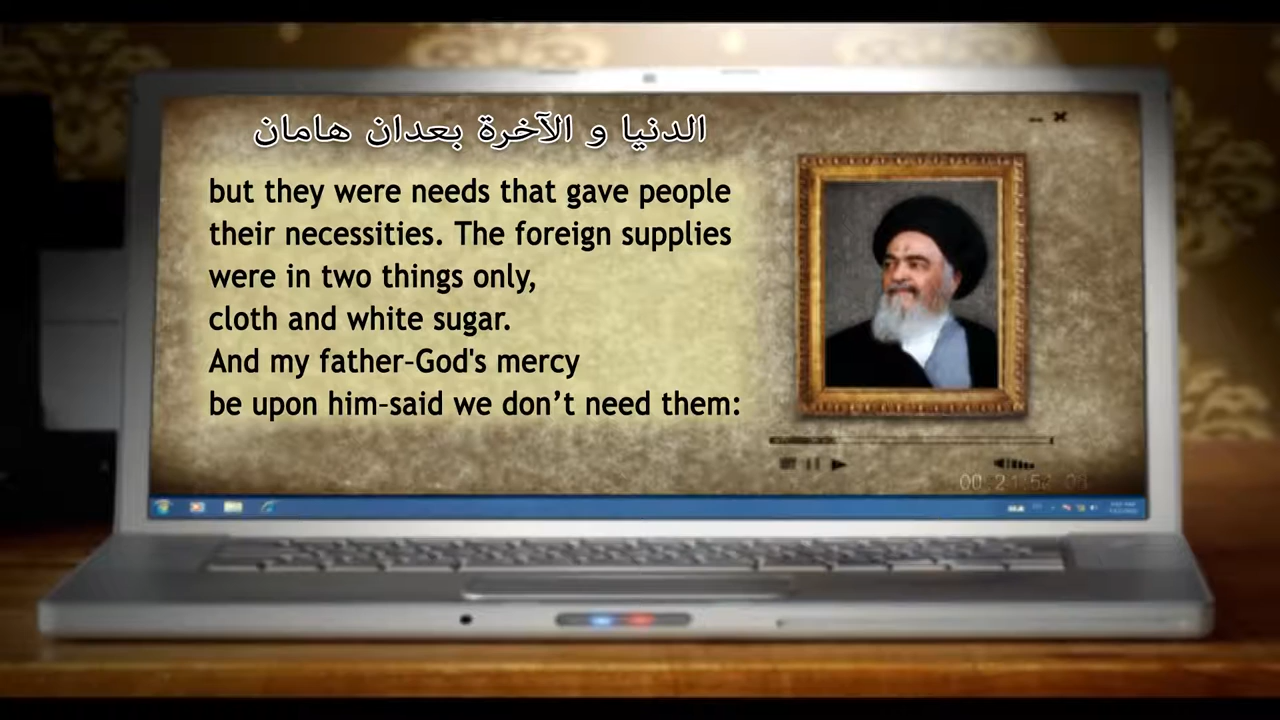 الدنيا و الآخرة بعدان هامان
but they were needs that gave people
their necessities. The foreign supplies
were in two things only,
cloth and white sugar.
And my father-God's mercy
be upon him-said we don’t need them: